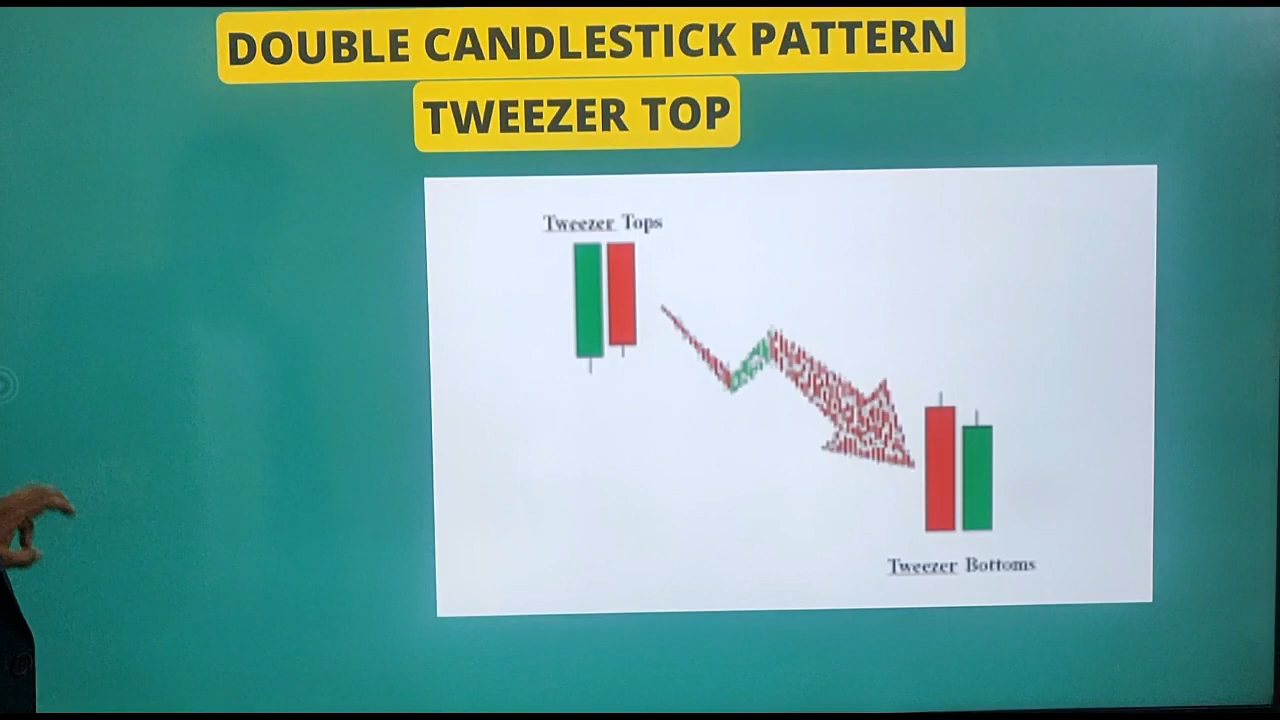 DOUBLE CANDLESTICK PATTERN
TWEEZER TOP
Tweezer Tops
Tweezer Bottoms